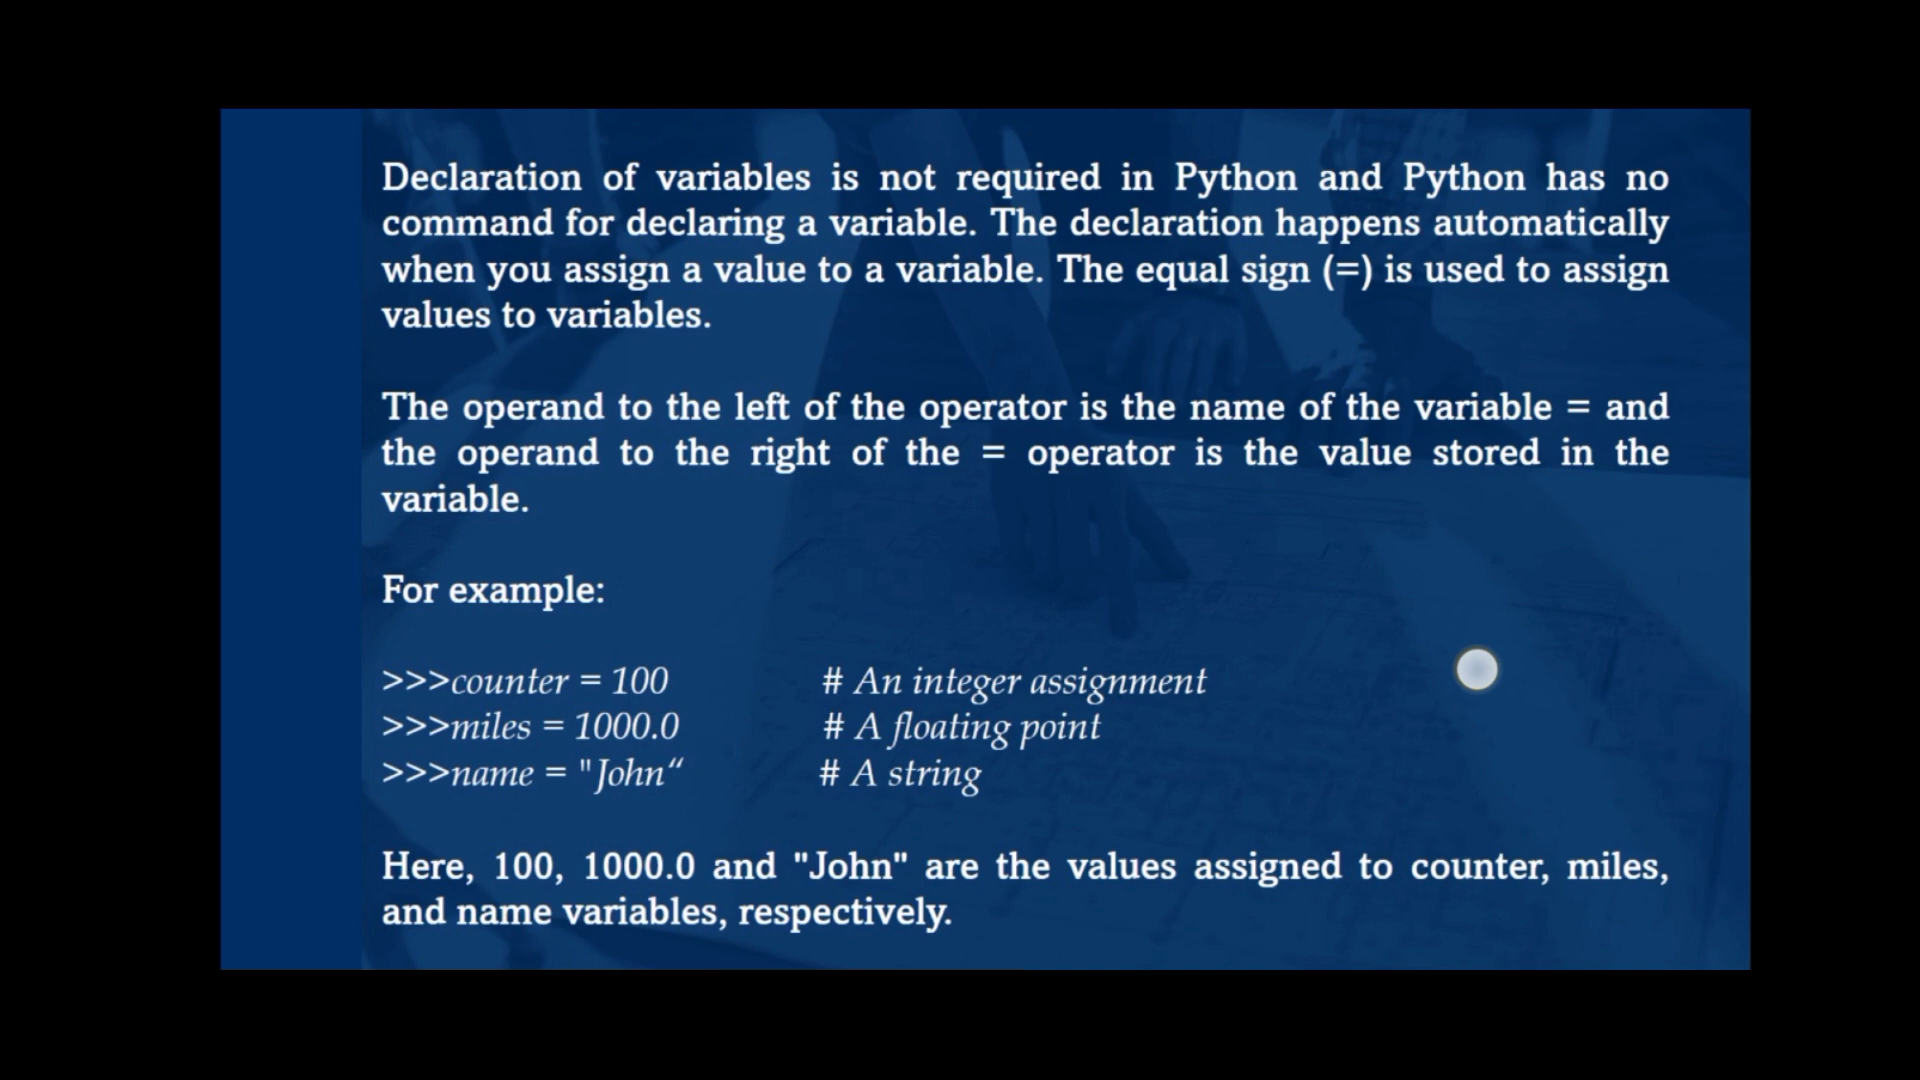 Declaration of variables is not required in Python and Python has no
command for declaring a variable. The declaration happens automatically
when you assign a value to a variable. The equal sign (=) is used to assign
values to variables.
The operand to the left of the operator is the name of the variable = and
the operand to the right of the = operator is the value stored in the
variable.
For example:
>>>counter = 100 # An integer assignment
>>>miles = 1000.0 # A floating point
>>>name = "John“ # A string
Here, 100, 1000.0 and "John" are the values assigned to counter, miles,
and name variables, respectively.